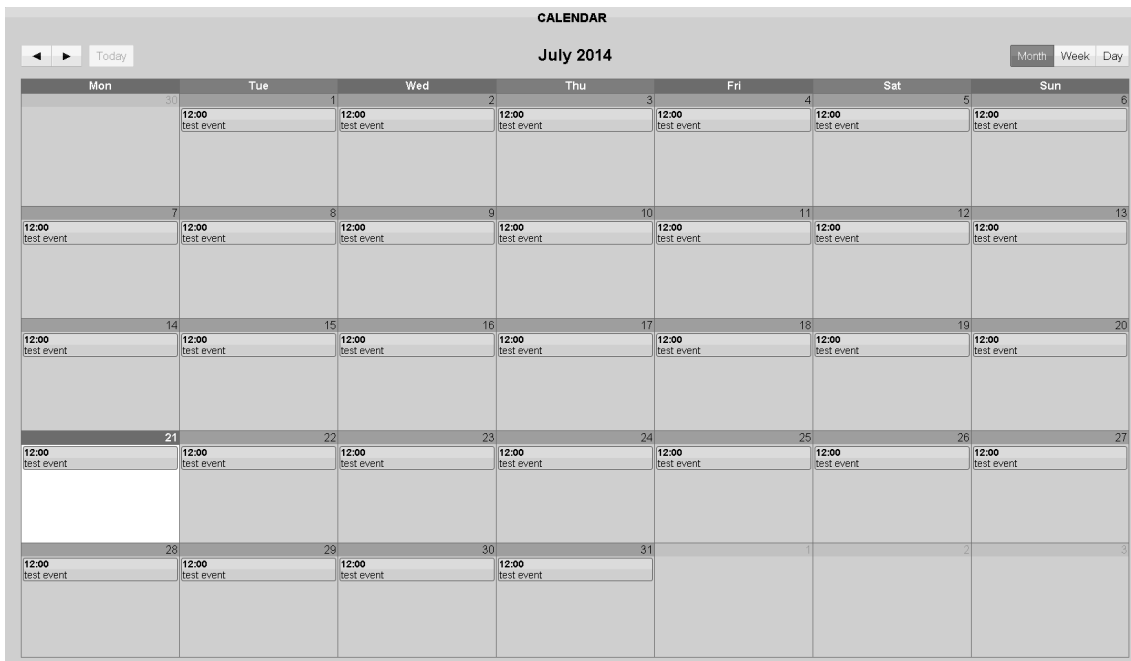 CALENDAR
◄ ► Today July 2014 Month Week Day
Mon Tue Wed Thu Fri Sat Sun
30 1 2 3 4 5 6
12:00 12:00 12:00 12:00 12:00 12:00
test event test event test event test event test event test event
7 8 9 10 11 12 13
12:00 12:00 12:00 12:00 12:00 12:00 12:00
test event test event test event test event test event test event test event
14 15 16 17 18 19 20
12:00 12:00 12:00 12:00 12:00 12:00 12:00
test event test event test event test event test event test event test event
21 22 23 24 25 26 27
12:00 12:00 12:00 12:00 12:00 12:00 12:00
test event test event test event test event test event test event test event
28 29 30 31 1 2 3
12:00 12:00 12:00 12:00
test event test event test event test event